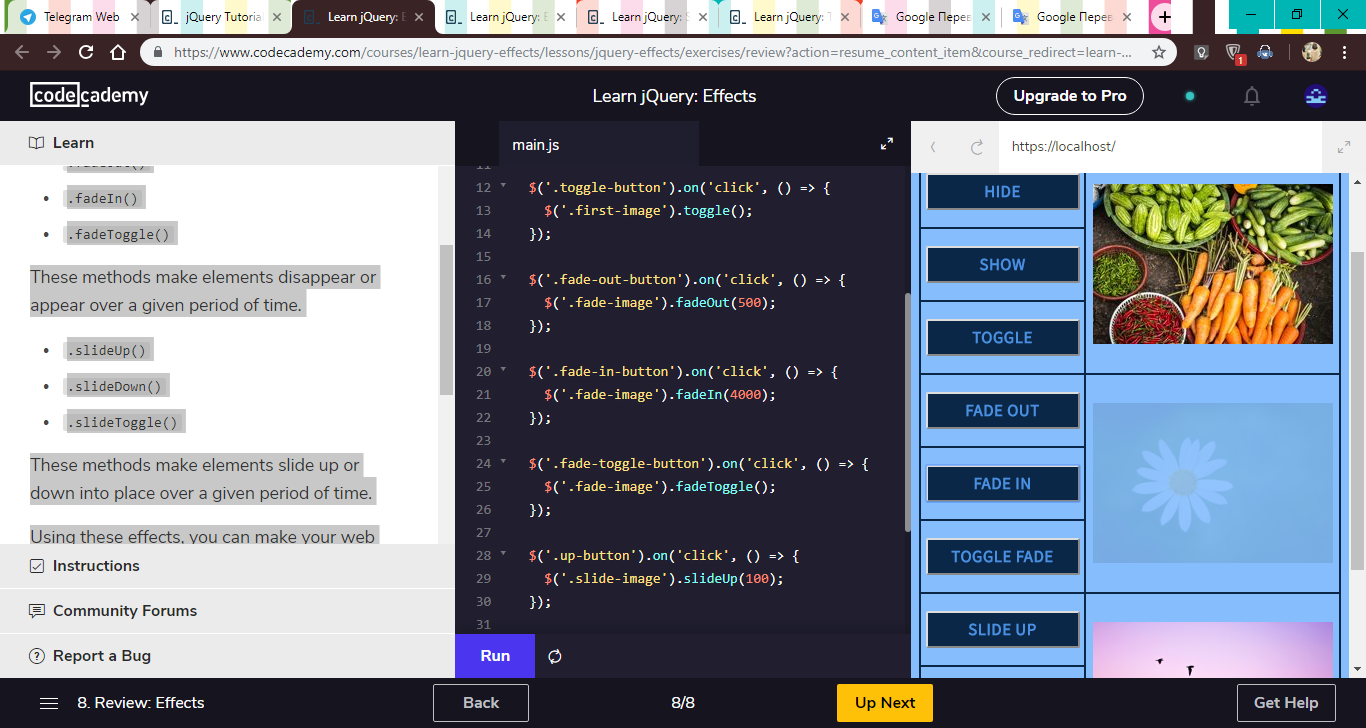 Telegram Web
jQuery Tutorial
Learn jQuery: E
Learn jQuery: E
Learn jQuery: S
Learn jQuery: T
Google Перев
Google Перев
https://www.codecademy.com/courses/learn-jquery-effects/lessons/jquery-effects/exercises/review?action=resume_content_item&course_redirect=learn-...
1
codecademy
Learn jQuery: Effects
Upgrade to Pro
Learn
.fadeIn()
.fadeToggle()
These methods make elements disappear or
appear over a given period of time.
.slideUp()
.slideDown()
.slideToggle()
These methods make elements slide up or
down into place over a given period of time.
Using these effects, you can make your web
Instructions
Community Forums
Report a Bug
main.js
11
12 $('.toggle-button').on('click', () => {
13 $('.first-image').toggle();
14 });
15
16 $('.fade-out-button').on('click', () => {
17 $('.fade-image').fadeOut(500);
18 });
19
20 $('.fade-in-button').on('click', () => {
21 $('.fade-image').fadeIn(4000);
22 });
23
24 $('.fade-toggle-button').on('click', () => {
25 $('.fade-image').fadeToggle();
26 });
27
28 $('.up-button').on('click', () => {
29 $('.slide-image').slideUp(100);
30 });
31
Run
https://localhost/
HIDE
SHOW
TOGGLE
FADE OUT
FADE IN
TOGGLE FADE
SLIDE UP
8. Review: Effects
Back
8/8
Up Next
Get Help